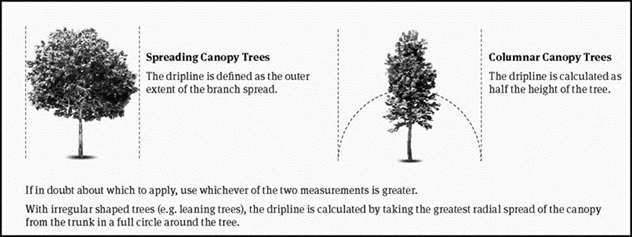 Spreading Canopy Trees
The dripline is defined as the outer
extent of the branch spread.
Columnar Canopy Trees
The dripline is calculated as
half the height of the tree.
If in doubt about which to apply, use whichever of the two measurements is greater.
With irregular shaped trees (e.g. leaning trees), the dripline is calculated by taking the greatest radial spread of the canopy
from the trunk in a full circle around the tree.